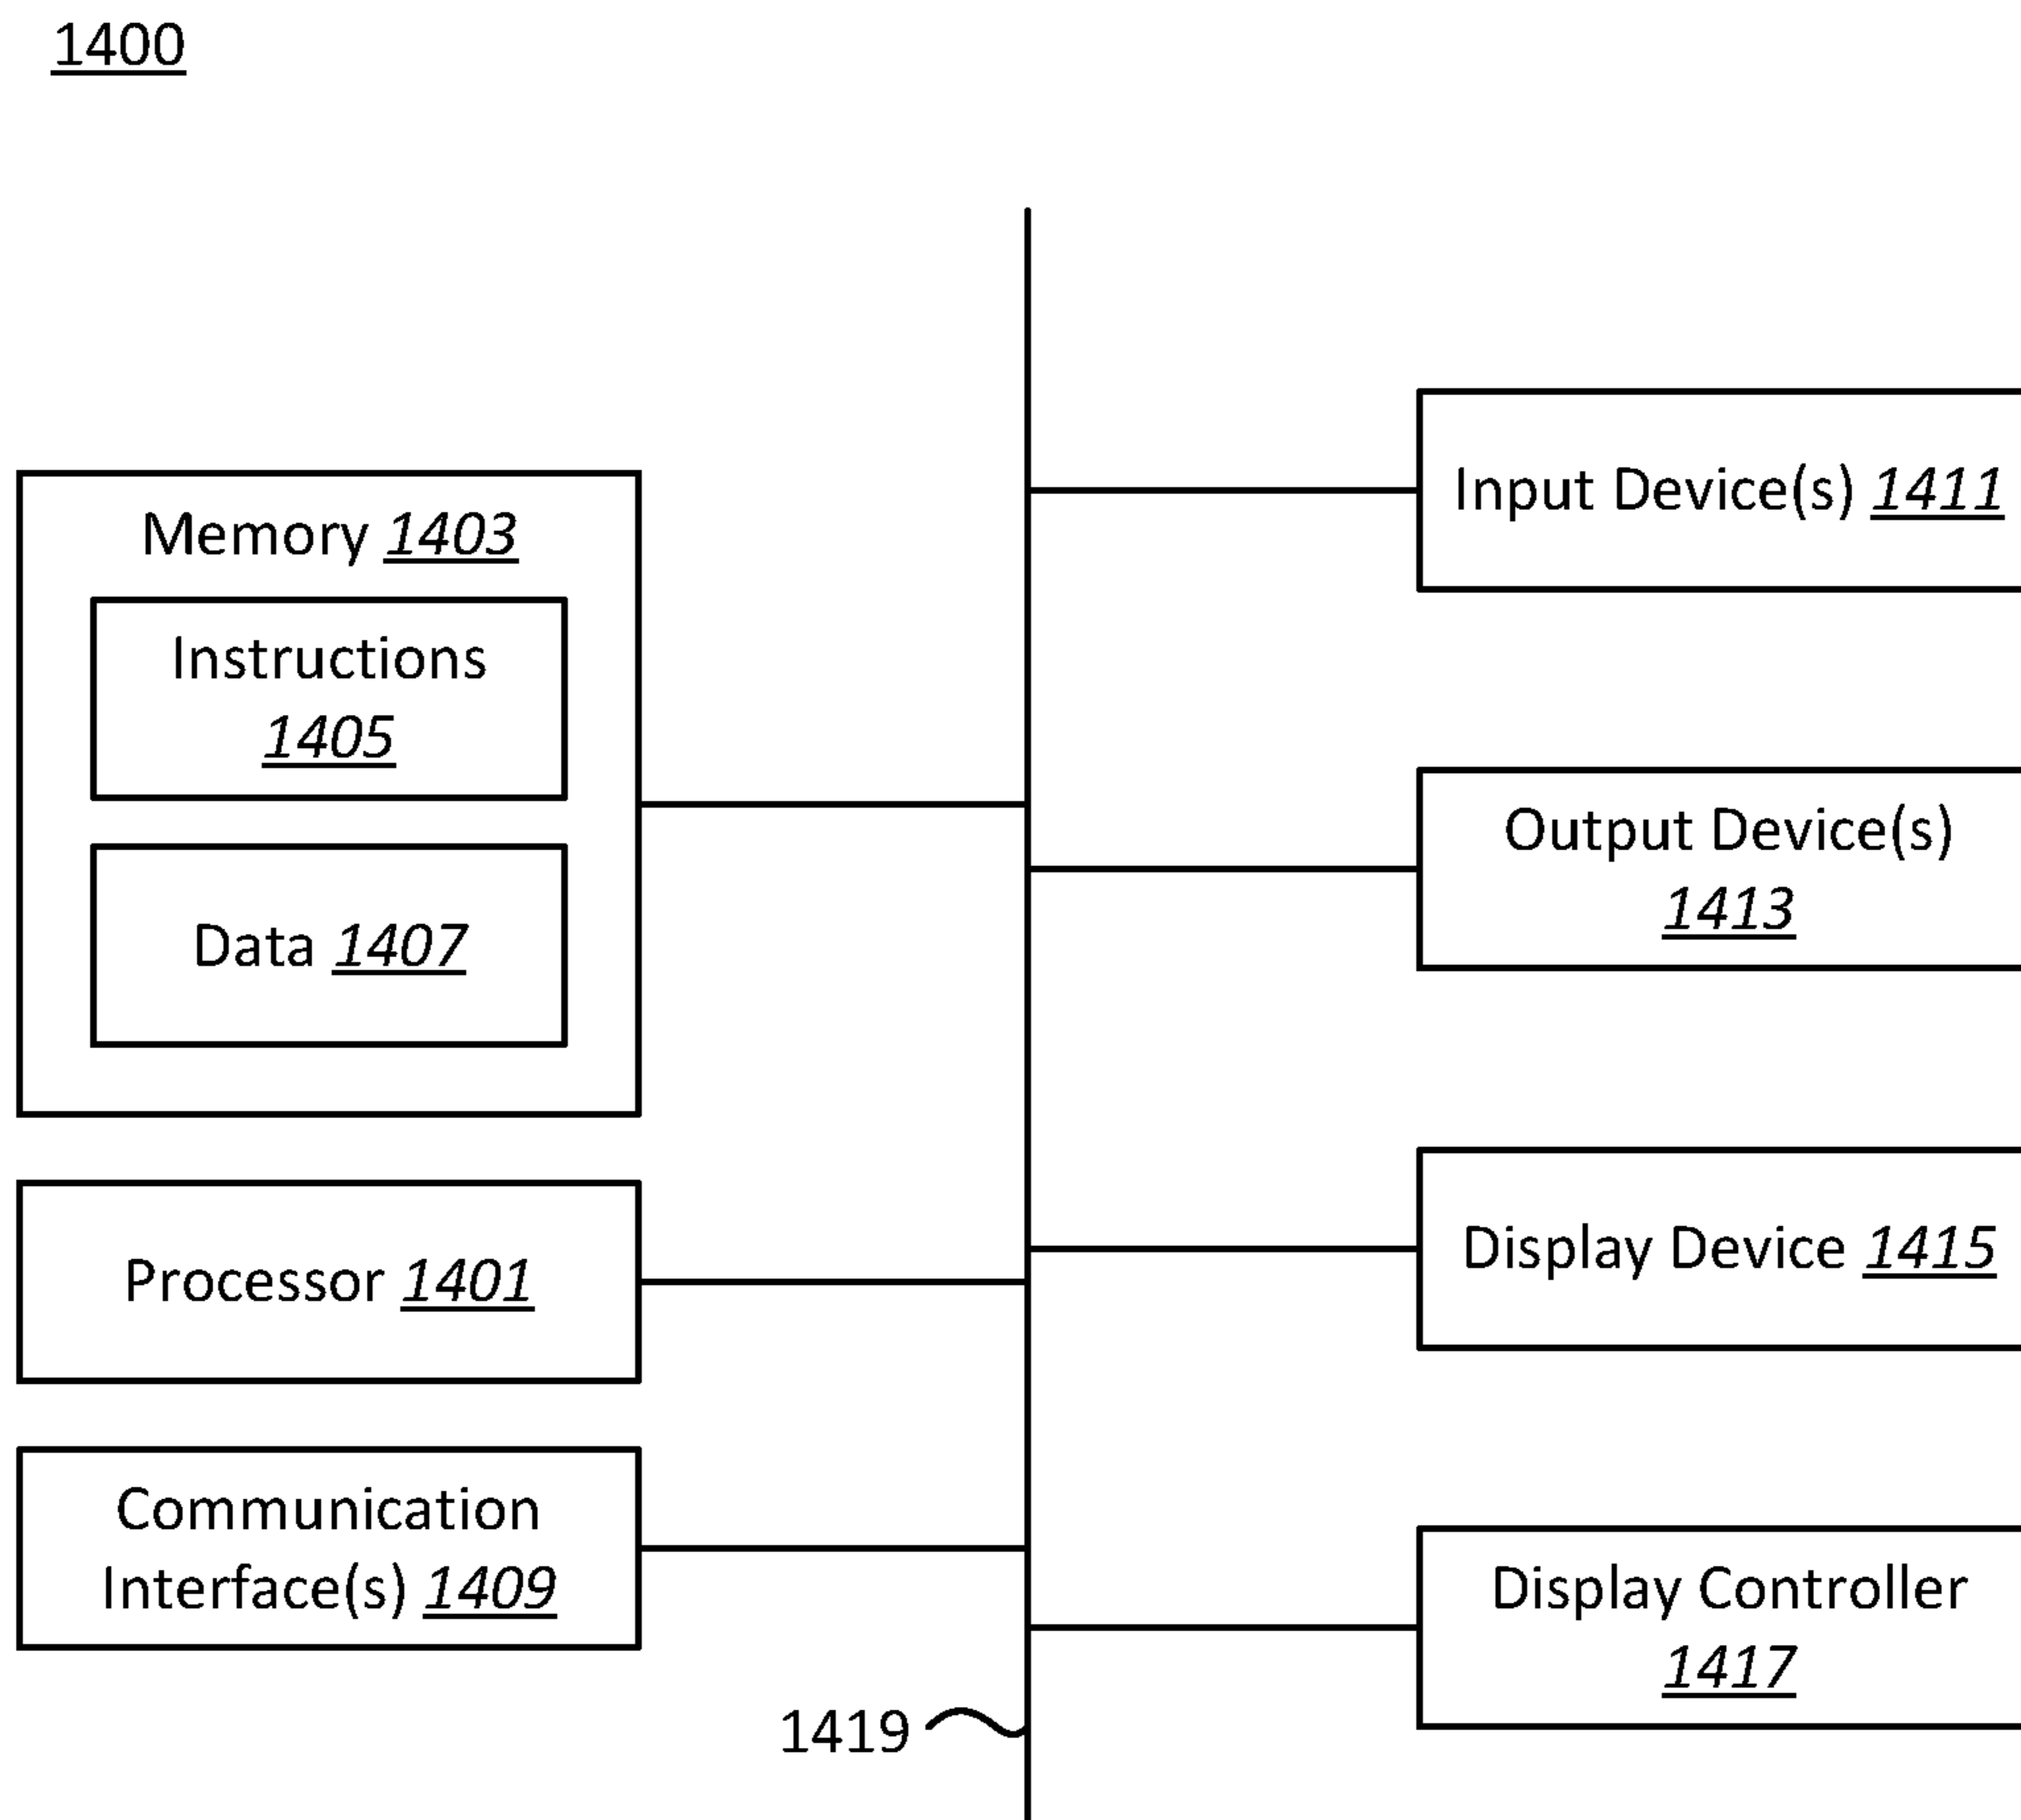 1400
Memory 1403
Instructions
1405
Data 1407
Processor 1401
Communication
Interface(s) 1409
Input Device(s) 1411
Output Device(s)
1413
Display Device 1415
Display Controller
1417
1419